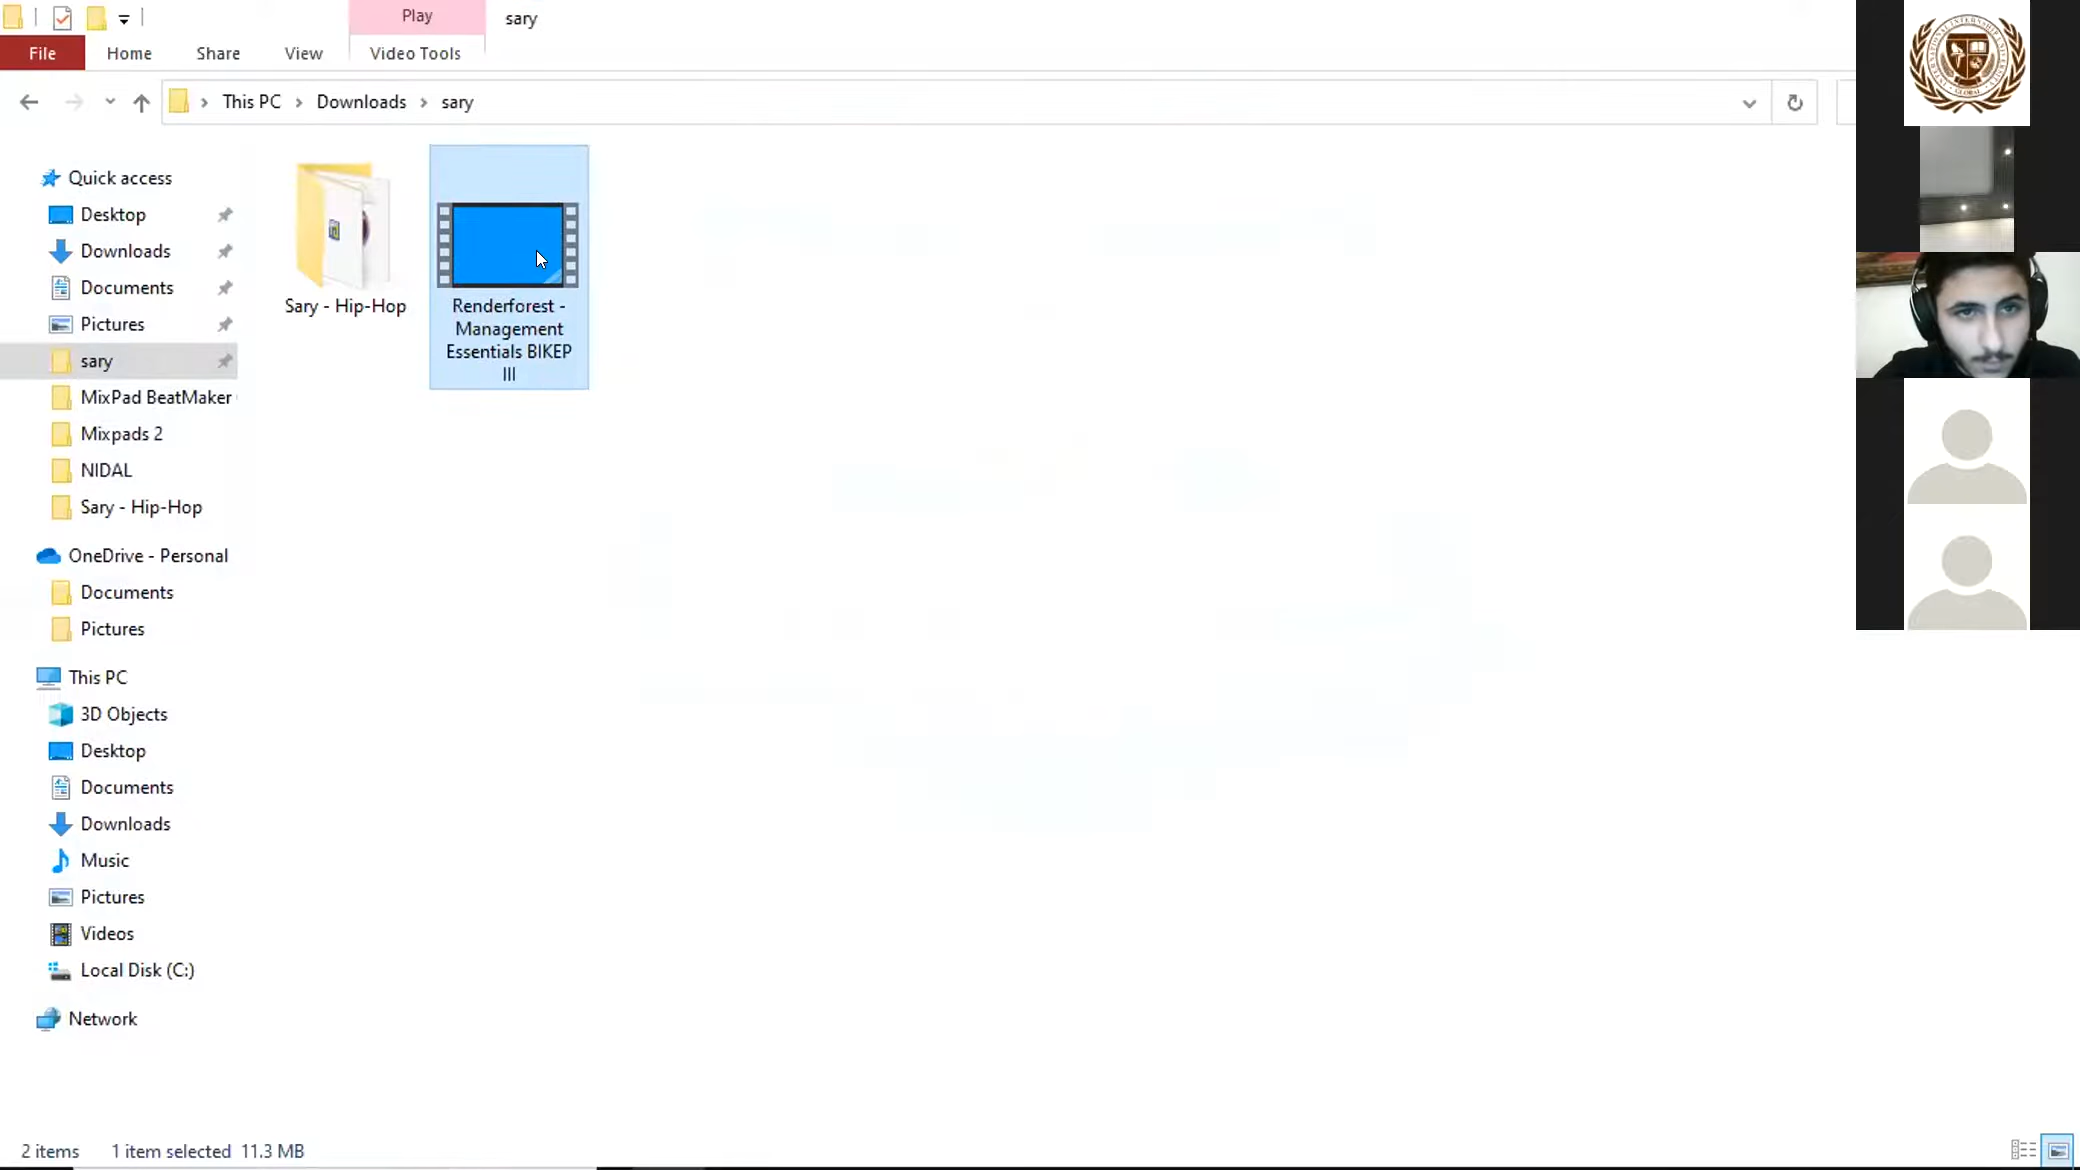 Play
sary
File
Home
Share
View
Video Tools
This PC
Downloads
sary
Quick access
Desktop
Downloads
Documents
Pictures
sary
MixPad BeatMaker
Mixpads 2
NIDAL
Sary - Hip-Hop
OneDrive - Personal
Documents
Pictures
This PC
3D Objects
Desktop
Documents
Downloads
Music
Pictures
Videos
Local Disk (C:)
Network
Sary - Hip-Hop
Renderforest -
Management
Essentials BIKEP
III
2 items
1 item selected 11.3 MB